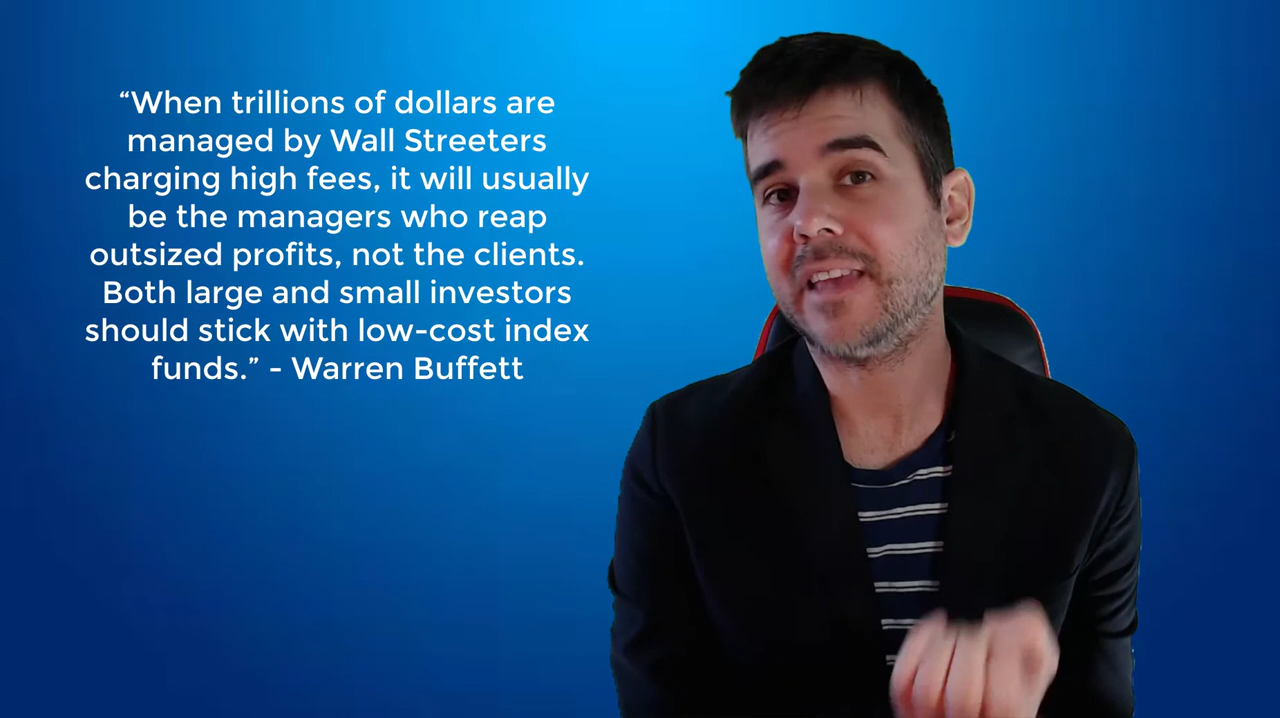 “When trillions of dollars are
managed by Wall Streeters
charging high fees, it will usually
be the managers who reap
outsized profits, not the clients.
Both large and small investors
should stick with low-cost index
funds.” - Warren Buffett